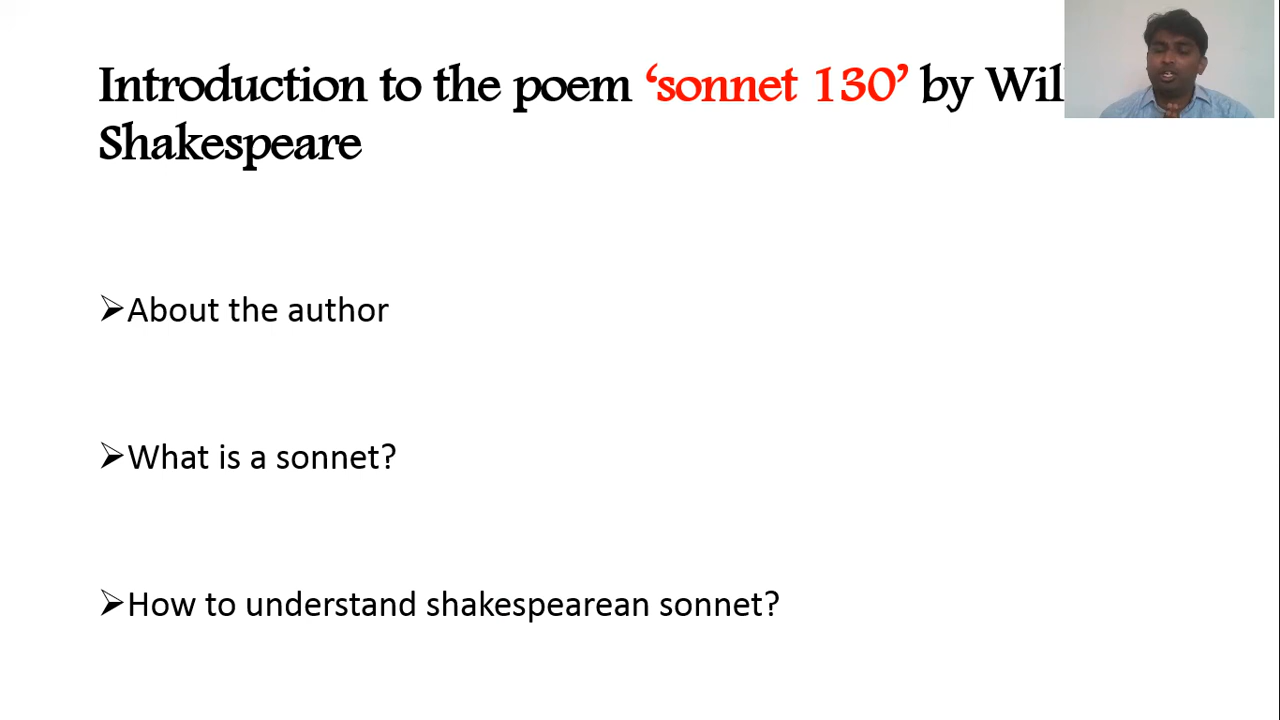 Introduction to the poem ‘sonnet 130’ by Wil
Shakespeare
➢About the author
➢What is a sonnet?
➢How to understand shakespearean sonnet?